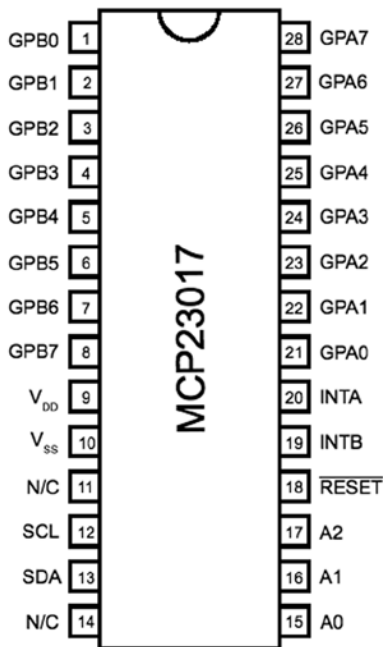 GPB0 1 28 GPA7
GPB1 2 27 GPA6
GPB2 3 26 GPA5
GPB3 4 25 GPA4
GPB4 5 24 GPA3
GPB5 6 23 GPA2
GPB6 7 22 GPA1
GPB7 8 21 GPA0
VDD 9 20 INTA
VSS 10 19 INTB
N/C 11 18 RESET
SCL 12 17 A2
SDA 13 16 A1
N/C 14 15 A0
MCP23017